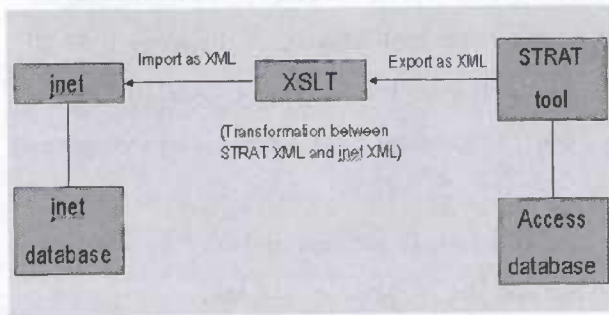 Import as XML
Export as XML
jnet
XSLT
STRAT
tool
(Transformation between
STRAT XML and jnet XML)
jnet
database
Access
database